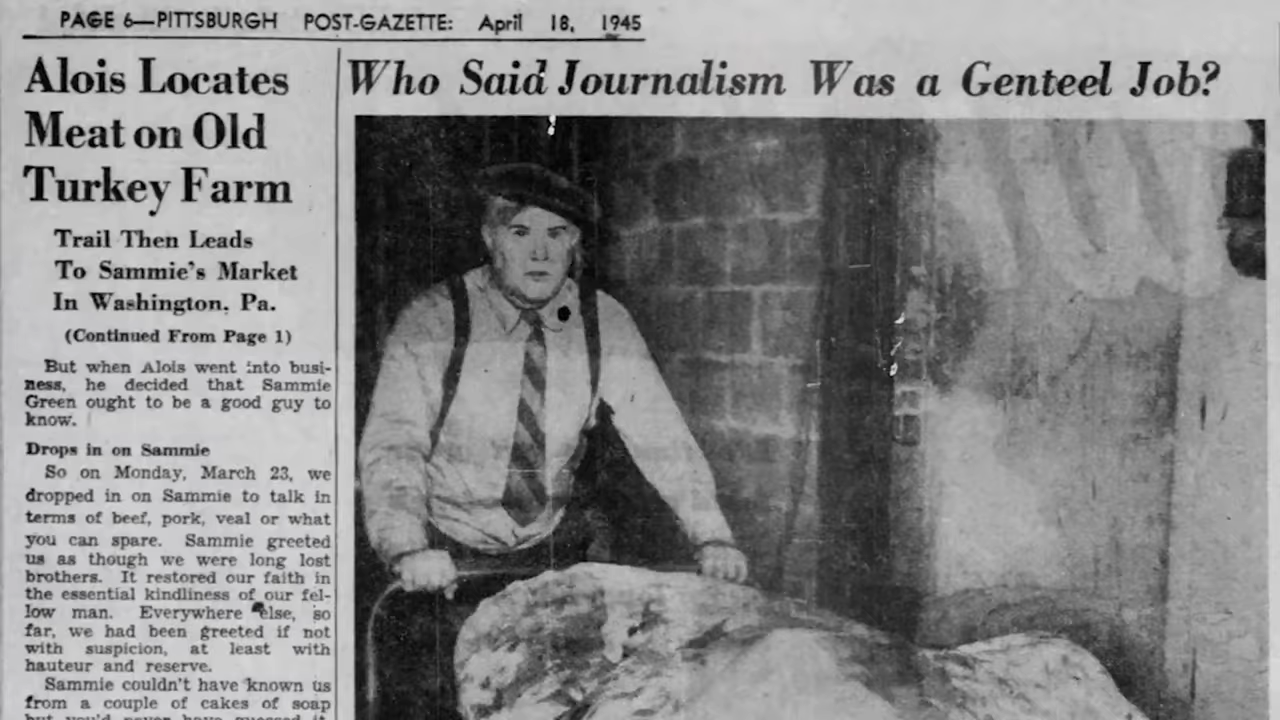 PAGE 6—PITTSBURGH POST-GAZETTE: April 18, 1945
Alois Locates
Meat on Old
Turkey Farm
Trail Then Leads
To Sammie's Market
In Washington, Pa.
(Continued From Page 1)
But when Alois went into busi-
ness, he decided that Sammie
Green ought to be a good guy to
know.
Drops in on Sammie
So on Monday, March 23, we
dropped in on Sammie to talk in
terms of beef, pork, veal or what
you can spare. Sammie greeted
us as though we were long lost
brothers. It restored our faith in
the essential kindliness of our fel-
low man. Everywhere else, so
far, we had been greeted if not
with suspicion, at least with
hauteur and reserve.
Sammie couldn't have known us
from a couple of cakes of soap
but you'd never have guessed it.
Who Said Journalism Was a Genteel Job?